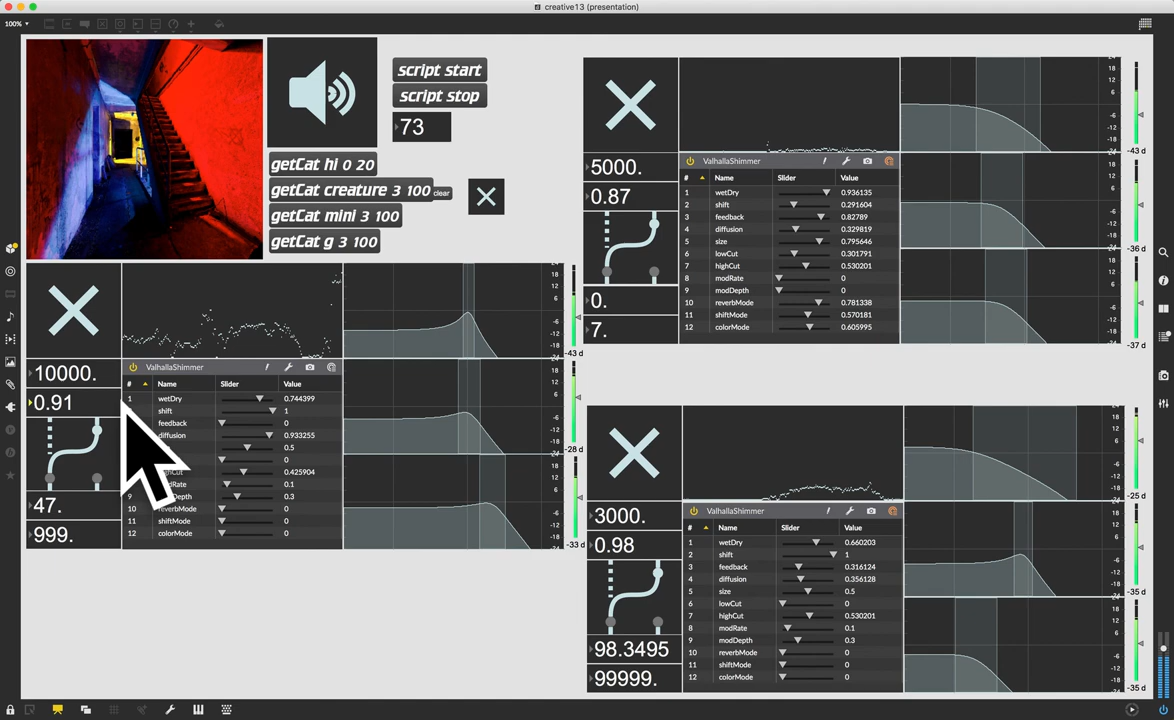 creative13 (presentation)
100%
script start
script stop
73
getCat hi 0 20
getCat creature 3 100
clear
getCat mini 3 100
getCat g 3 100
10000.
0.91
47.
999.
ValhallaShimmer
# Name Slider Value
1 wetDry 0.744399
shift 1
feedback 0
diffusion 0.933255
0.5
0
0.425904
0.1
9 0.3
10 reverbMode 0
11 shiftMode 0
12 colorMode 0
-43 d
-28 d
-33 d
5000.
0.87
0.
7.
ValhallaShimmer
# Name Slider Value
1 wetDry 0.936135
2 shift 0.291604
3 feedback 0.82789
4 diffusion 0.329819
5 size 0.795646
6 lowCut 0.301791
7 highCut 0.530201
8 modRate 0
9 modDepth 0
10 reverbMode 0.781338
11 shiftMode 0.570181
12 colorMode 0.605995
-43 d
-36 d
-37 d
3000.
0.98
98.3495
99999.
ValhallaShimmer
# Name Slider Value
1 wetDry 0.660203
2 shift 1
3 feedback 0.316124
4 diffusion 0.356128
5 size 0.5
6 lowCut 0
7 highCut 0.530201
8 modRate 0.1
9 modDepth 0.3
10 reverbMode 0
11 shiftMode 0
12 colorMode 0
-25 d
-35 d
-35 d